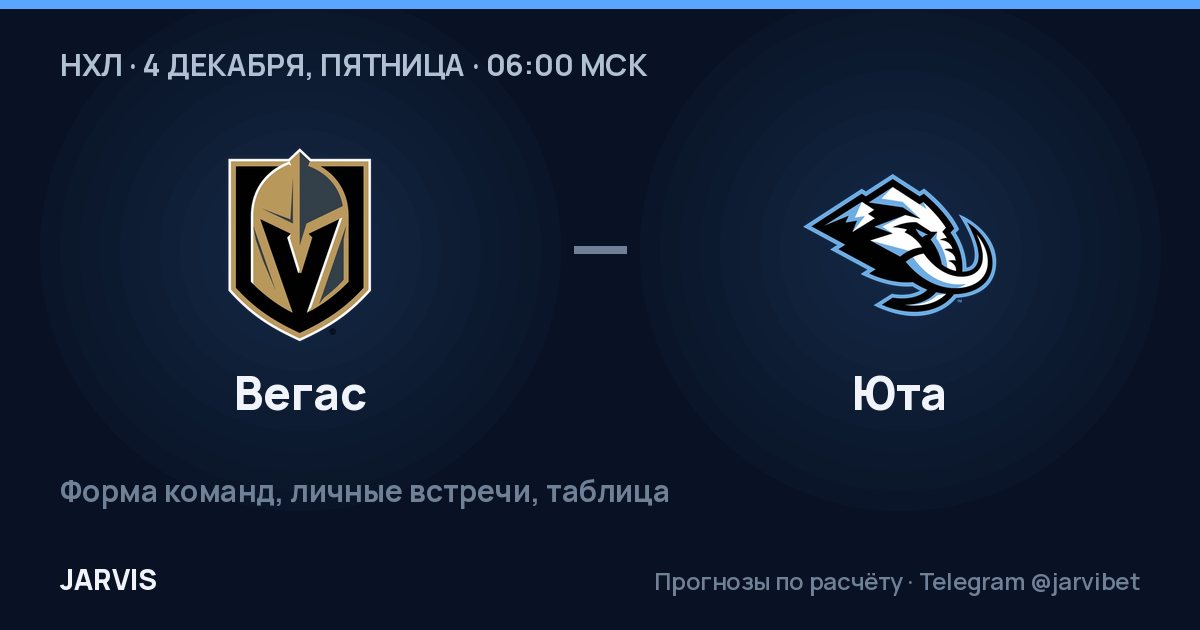 НХЛ · 4 ДЕКАБРЯ, ПЯТНИЦА · 06:00 МСК
—
Вегас
Юта
Форма команд, личные встречи, таблица
JARVIS
Прогнозы по расчёту · Telegram @jarvibet